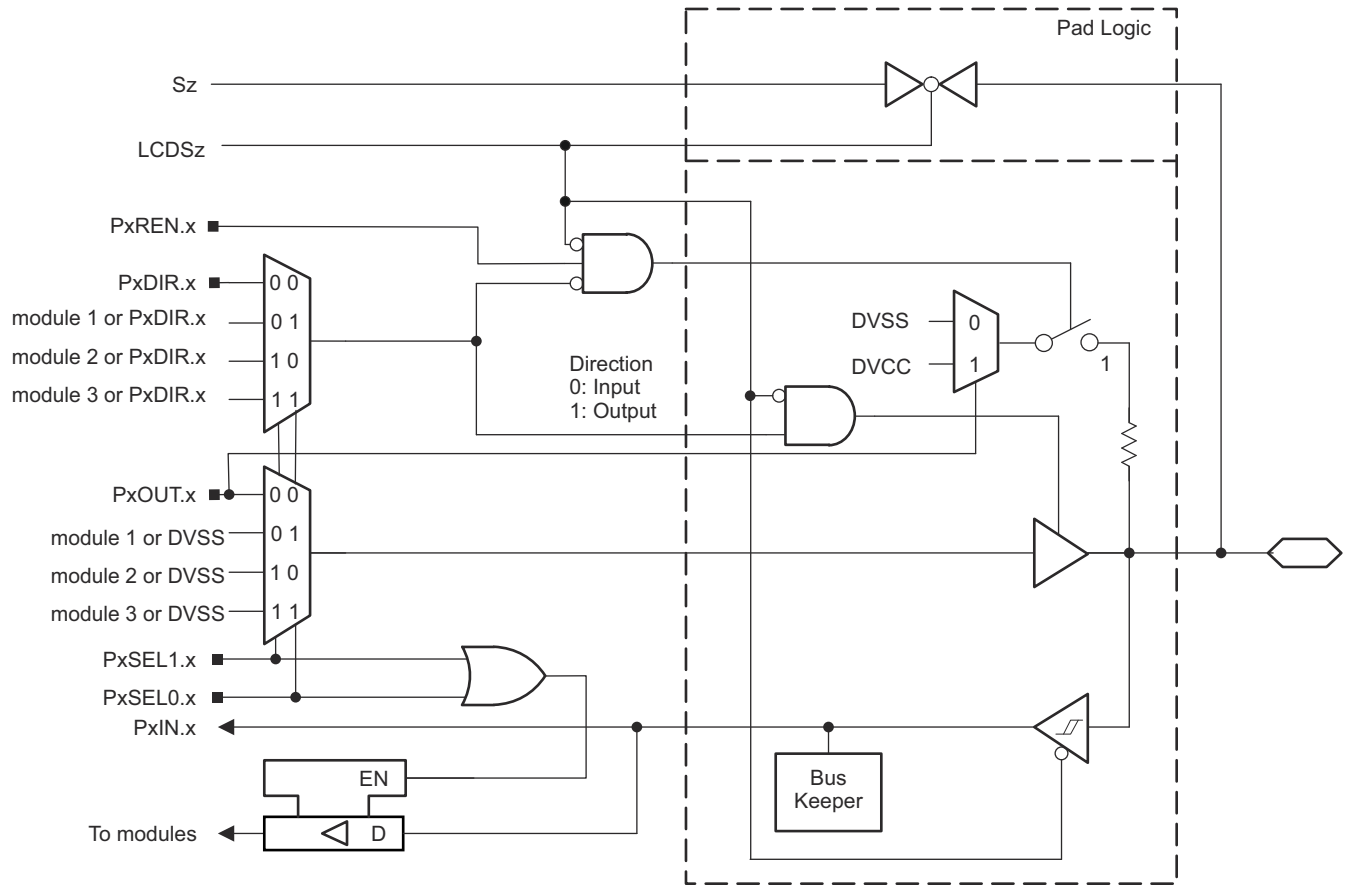 Pad Logic
Sz
LCDSz
PxREN.x
PxDIR.x
0 0
module 1 or PxDIR.x
0 1
module 2 or PxDIR.x
1 0
module 3 or PxDIR.x
1 1
Direction
0: Input
1: Output
DVSS
0
DVCC
1
1
PxOUT.x
0 0
module 1 or DVSS
0 1
module 2 or DVSS
1 0
module 3 or DVSS
1 1
PxSEL1.x
PxSEL0.x
PxIN.x
EN
Bus
Keeper
To modules
D